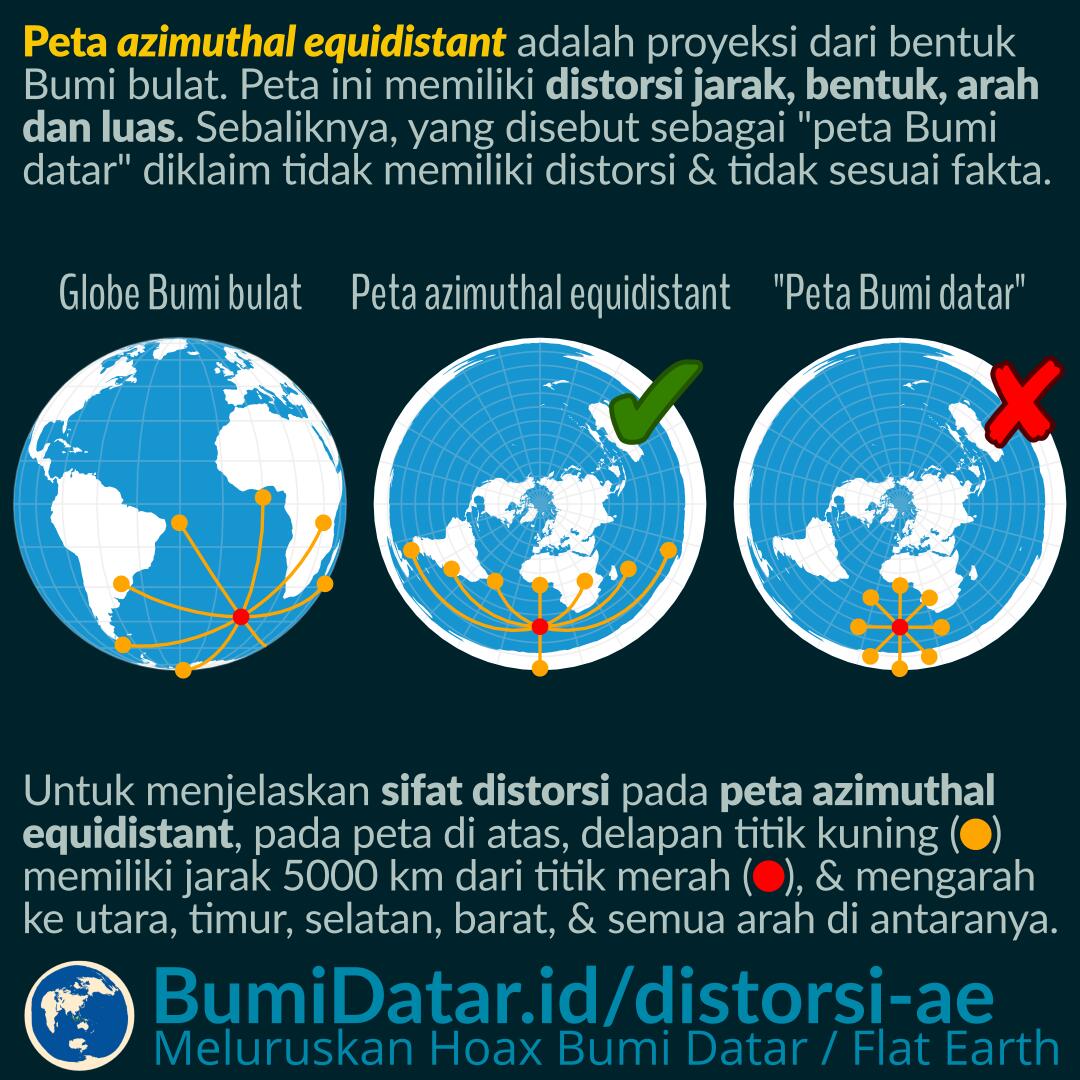 Peta azimuthal equidistant adalah proyeksi dari bentuk
Bumi bulat. Peta ini memiliki distorsi jarak, bentuk, arah
dan luas. Sebaliknya, yang disebut sebagai "peta Bumi
datar" diklaim tidak memiliki distorsi & tidak sesuai fakta.
Globe Bumi bulat
Peta azimuthal equidistant
"Peta Bumi datar"
Untuk menjelaskan sifat distorsi pada peta azimuthal
equidistant, pada peta di atas, delapan titik kuning ()
memiliki jarak 5000 km dari titik merah (), & mengarah
ke utara, timur, selatan, barat, & semua arah di antaranya.
BumiDatar.id/distorsi-ae
Meluruskan Hoax Bumi Datar / Flat Earth